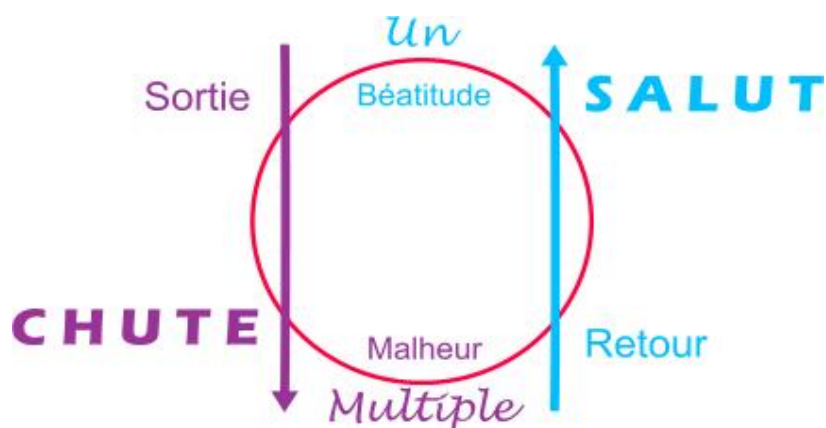 Un
Sortie
Béatitude
SALUT
CHUTE
Malheur
Retour
Multiple